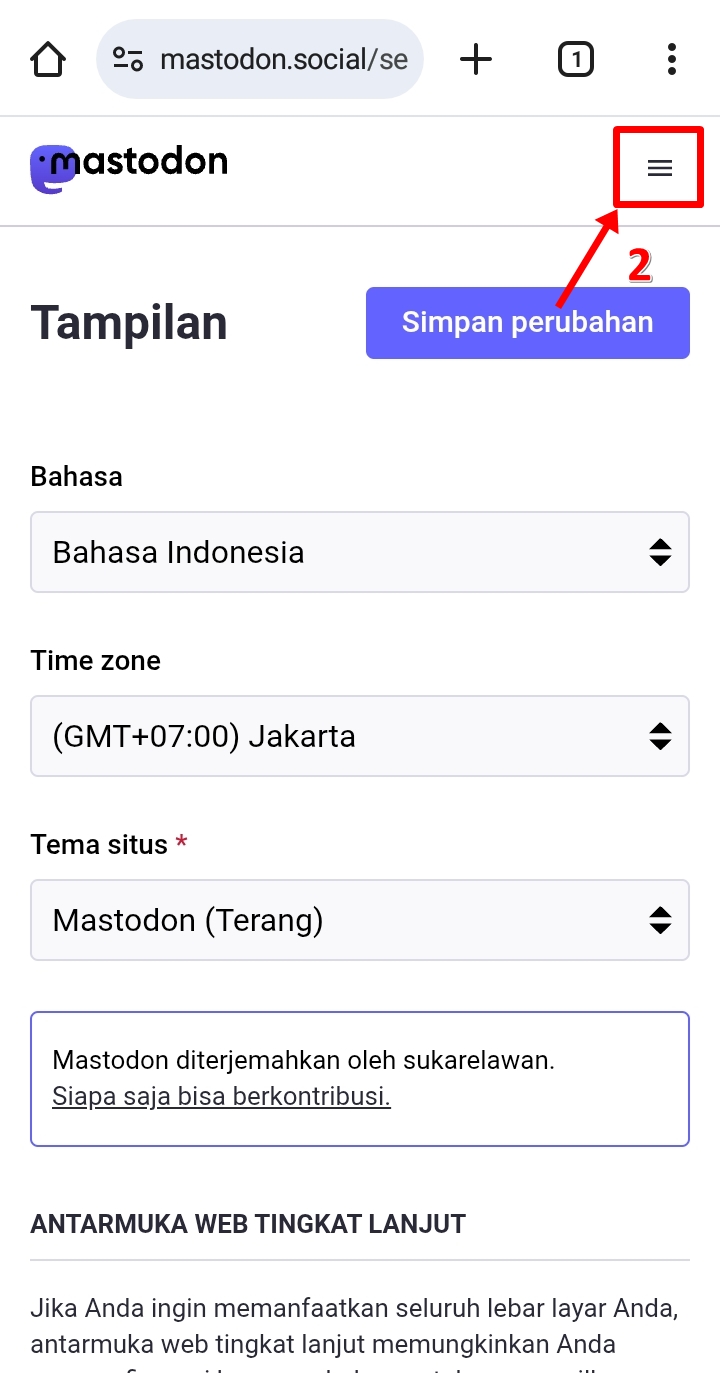 mastodon.social/se
1
mastodon
2
Tampilan
Simpan perubahan
Bahasa
Bahasa Indonesia
Time zone
(GMT+07:00) Jakarta
Tema situs *
Mastodon (Terang)
Mastodon diterjemahkan oleh sukarelawan.
Siapa saja bisa berkontribusi.
ANTARMUKA WEB TINGKAT LANJUT
Jika Anda ingin memanfaatkan seluruh lebar layar Anda,
antarmuka web tingkat lanjut memungkinkan Anda